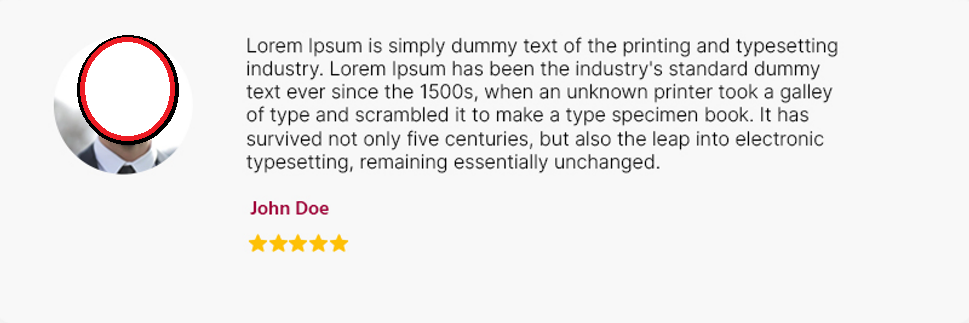 Lorem Ipsum is simply dummy text of the printing and typesetting
industry. Lorem Ipsum has been the industry's standard dummy
text ever since the 1500s, when an unknown printer took a galley
of type and scrambled it to make a type specimen book. It has
survived not only five centuries, but also the leap into electronic
typesetting, remaining essentially unchanged.
John Doe